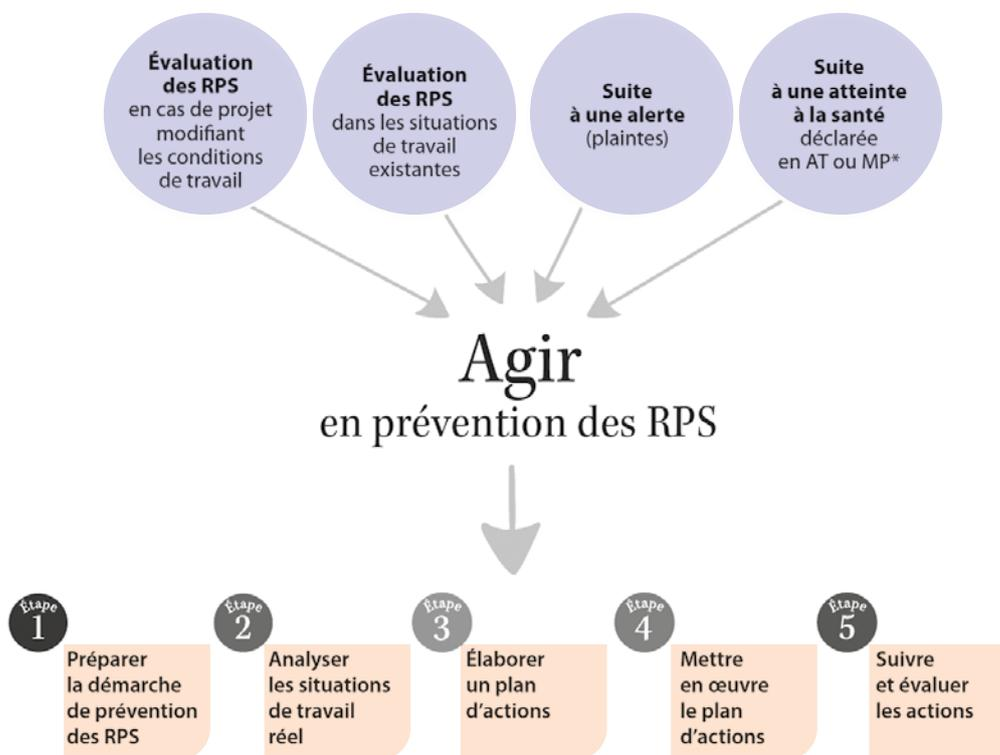 Évaluation
des RPS
en cas de projet
modifiant
les conditions
de travail
Évaluation
des RPS
dans les situations
de travail
existantes
Suite
à une alerte
(plaintes)
Suite
à une atteinte
à la santé
déclarée
en AT ou MP*
Agir
en prévention des RPS
Étape
1
Préparer
la démarche
de prévention
des RPS
Étape
2
Analyser
les situations
de travail
réel
Étape
3
Élaborer
un plan
d’actions
Étape
4
Mettre
en œuvre
le plan
d’actions
Étape
5
Suivre
et évaluer
les actions